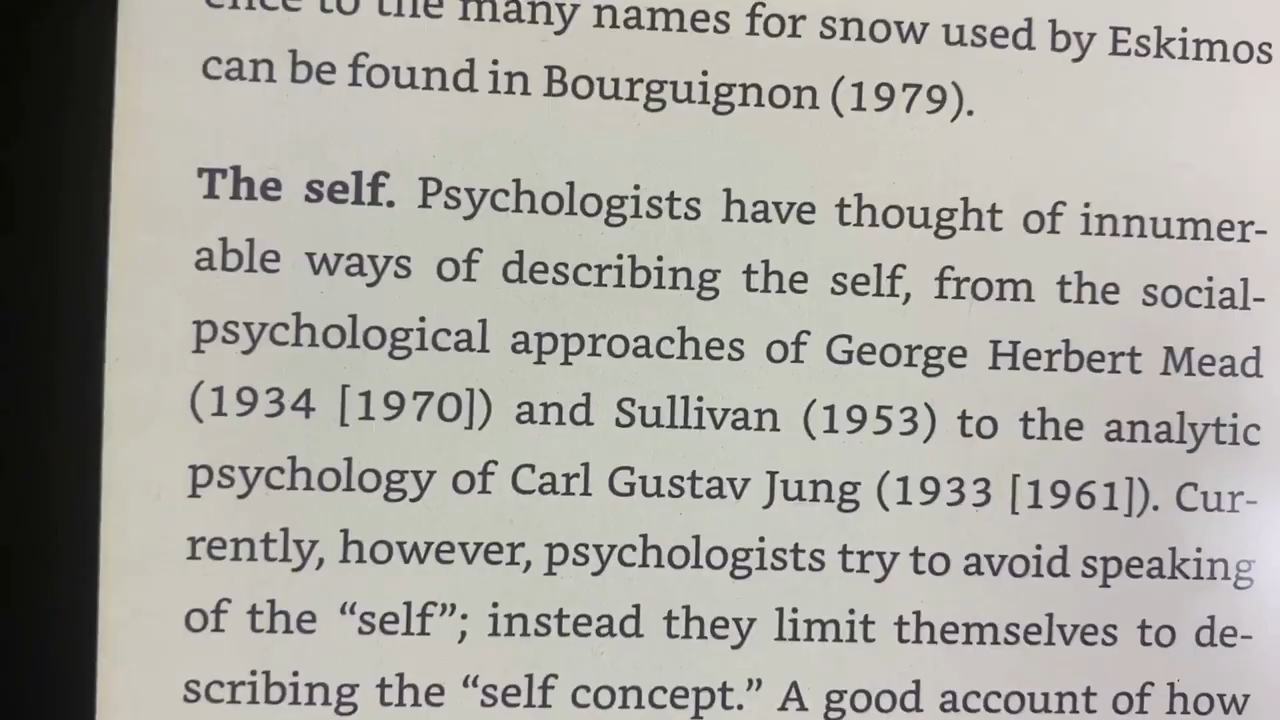 ence to the many names for snow used by Eskimos
can be found in Bourguignon (1979).
The self. Psychologists have thought of innumer-
able ways of describing the self, from the social-
psychological approaches of George Herbert Mead
(1934 [1970]) and Sullivan (1953) to the analytic
psychology of Carl Gustav Jung (1933 [1961]). Cur-
rently, however, psychologists try to avoid speaking
of the “self”; instead they limit themselves to de-
scribing the “self concept.” A good account of how